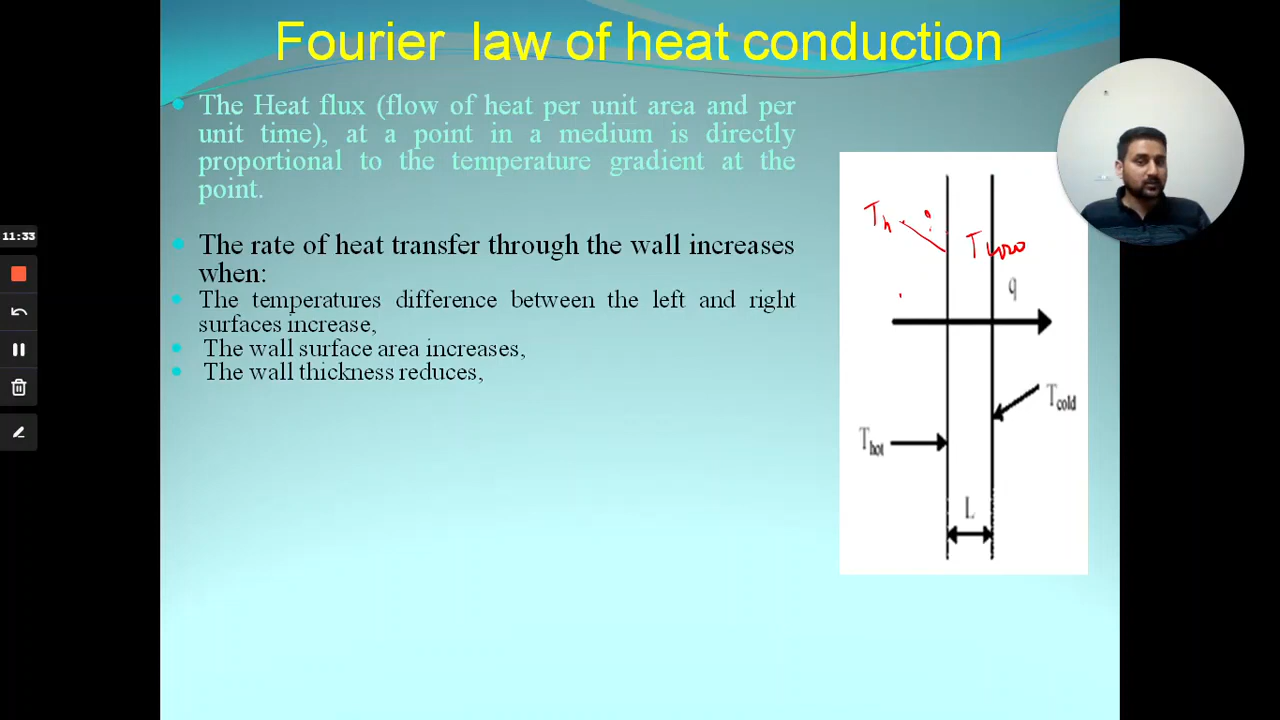 Fourier law of heat conduction
The Heat flux (flow of heat per unit area and per
unit time), at a point in a medium is directly
proportional to the temperature gradient at the
point.
The rate of heat transfer through the wall increases
when:
The temperatures difference between the left and right
surfaces increase,
The wall surface area increases,
The wall thickness reduces,
11:33
Th
q
Tcold
Thot
L